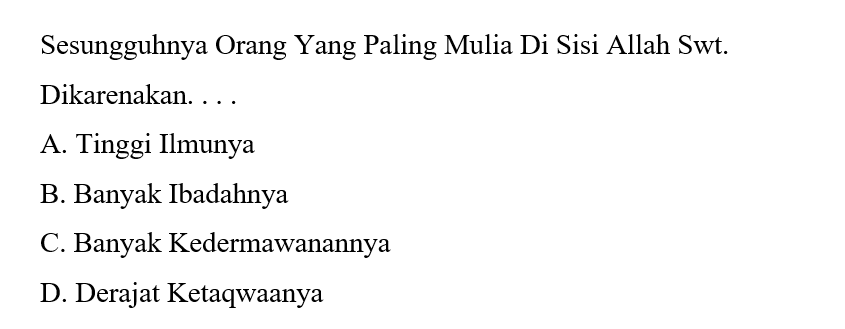 Sesungguhnya Orang Yang Paling Mulia Di Sisi Allah Swt.
Dikarenakan. . . .
A. Tinggi Ilmunya
B. Banyak Ibadahnya
C. Banyak Kedermawanannya
D. Derajat Ketaqwaanya